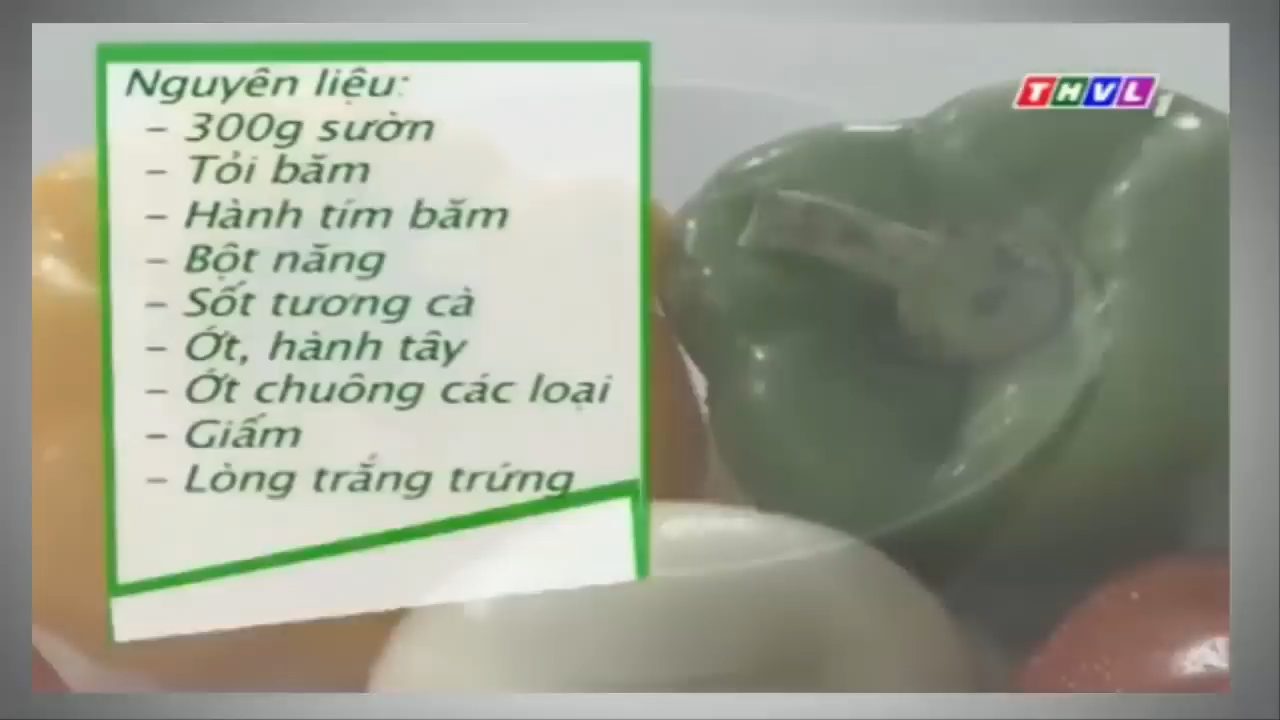 Nguyên liệu:
– 300g sườn
– Tỏi băm
– Hành tím băm
– Bột năng
– Sốt tương cà
– Ớt, hành tây
– Ớt chuông các loại
– Giấm
– Lòng trắng trứng
THVL1